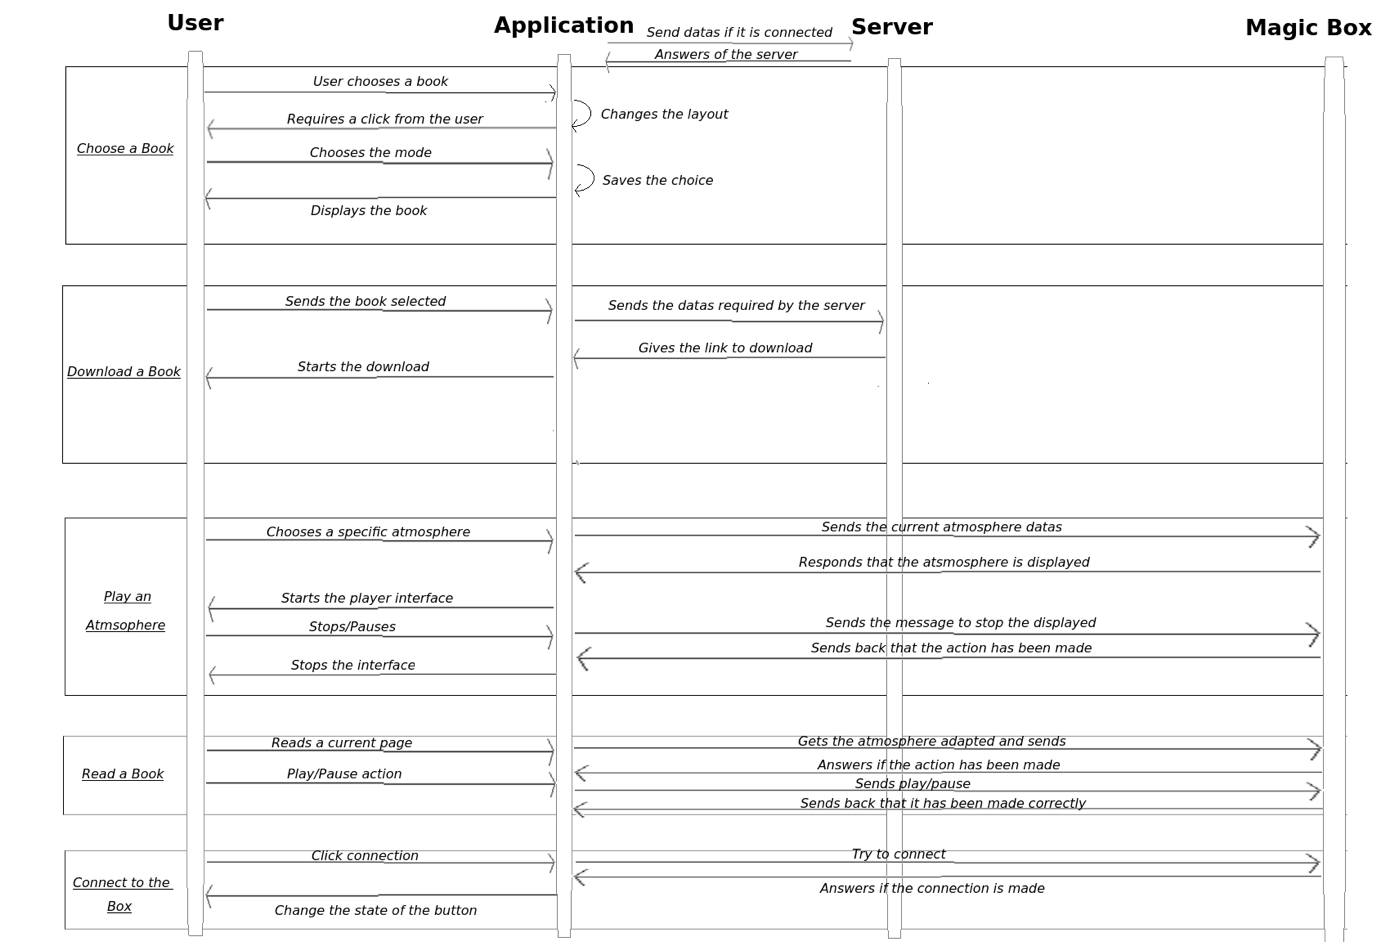 User
Application
Server
Magic Box
Send datas if it is connected
Answers of the server
User chooses a book
Changes the layout
Requires a click from the user
Choose a Book
Chooses the mode
Saves the choice
Displays the book
Sends the book selected
Sends the datas required by the server
Gives the link to download
Download a Book
Starts the download
Chooses a specific atmosphere
Sends the current atmosphere datas
Responds that the atsmosphere is displayed
Play an
Atmsophere
Starts the player interface
Stops/Pauses
Sends the message to stop the displayed
Sends back that the action has been made
Stops the interface
Reads a current page
Gets the atmosphere adapted and sends
Answers if the action has been made
Read a Book
Play/Pause action
Sends play/pause
Sends back that it has been made correctly
Click connection
Try to connect
Connect to the
Box
Answers if the connection is made
Change the state of the button